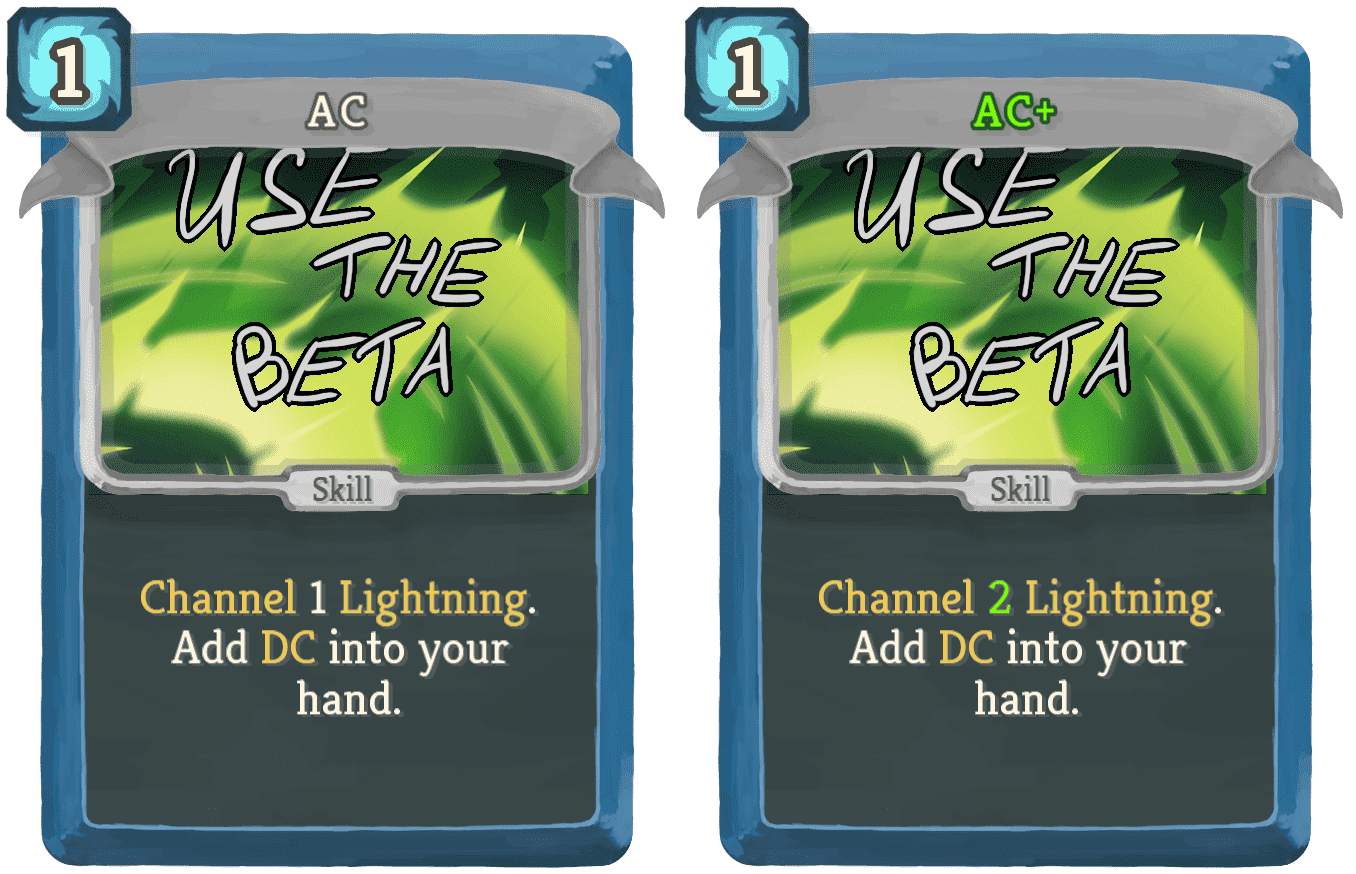 1
AC
USE
THE
BETA
Skill
Channel 1 Lightning.
Add DC into your
hand.
1
AC+
USE
THE
BETA
Skill
Channel 2 Lightning.
Add DC into your
hand.